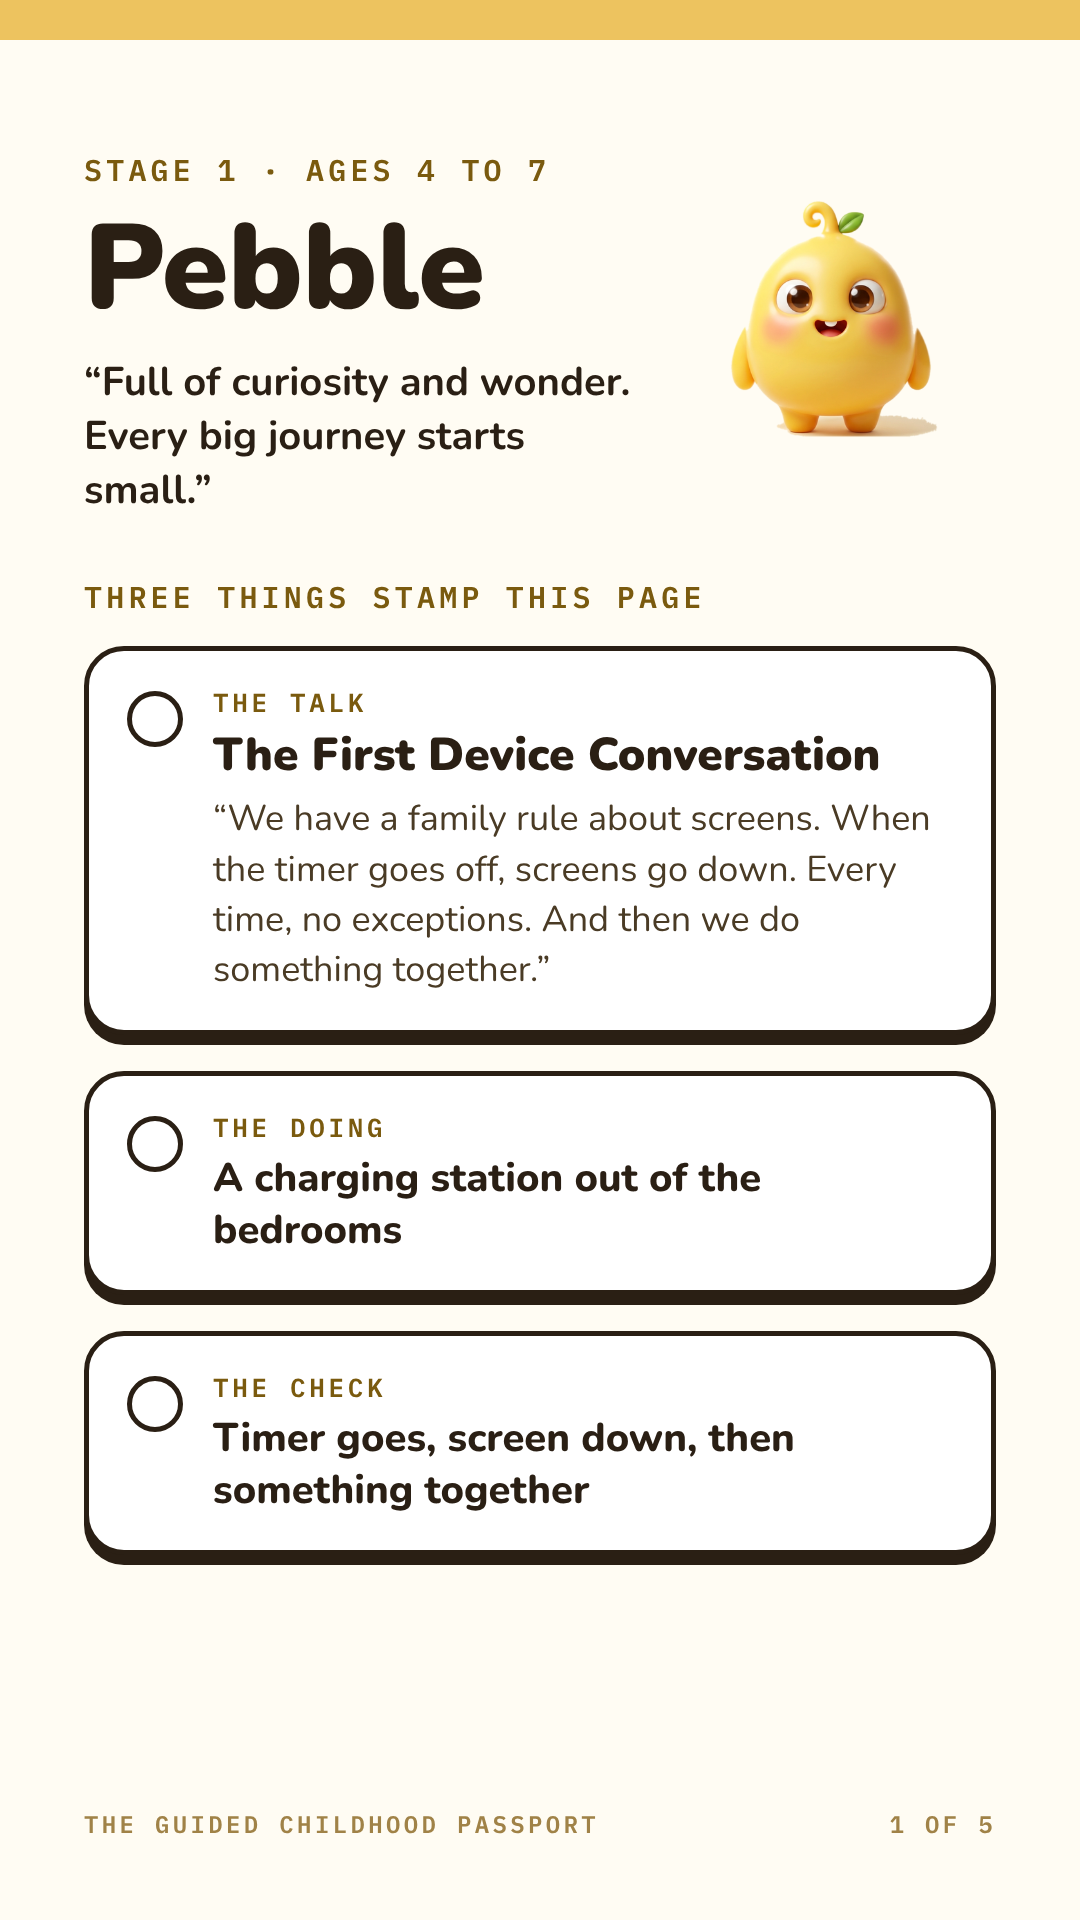 STAGE 1 · AGES 4 TO 7
Pebble
“Full of curiosity and wonder.
Every big journey starts
small.”
THREE THINGS STAMP THIS PAGE
THE TALK
The First Device Conversation
“We have a family rule about screens. When
the timer goes off, screens go down. Every
time, no exceptions. And then we do
something together.”
THE DOING
A charging station out of the
bedrooms
THE CHECK
Timer goes, screen down, then
something together
THE GUIDED CHILDHOOD PASSPORT
1 OF 5